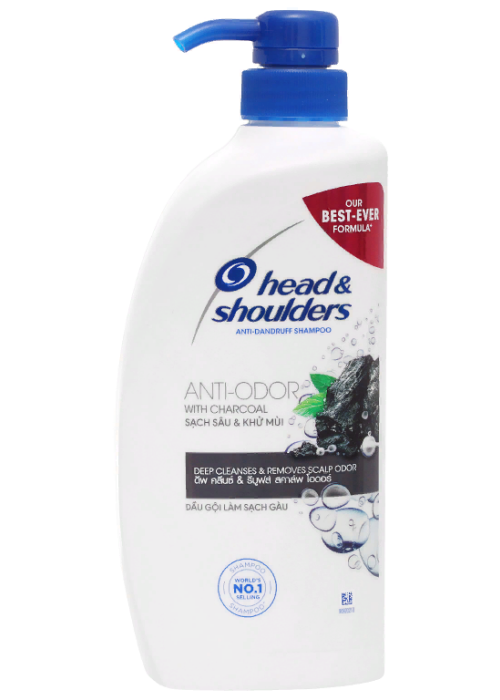 OUR
BEST-EVER
FORMULA*
head &
shoulders
ANTI-DANDRUFF SHAMPOO
ANTI-ODOR
WITH CHARCOAL
SẠCH SÂU & KHỬ MÙI
DEEP CLEANSES & REMOVES SCALP ODOR
ดีพ คลีนซ์ & รีมูฟส์ สคาล์พ โอเดอร์
DẦU GỘI LÀM SẠCH GÀU
SHAMPOO
WORLD'S
NO.1
SELLING
SHAMPOO